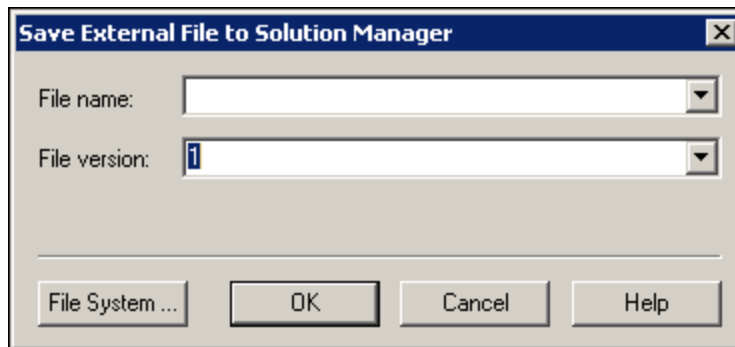 Save External File to Solution Manager
File name:
File version: 1
File System ... OK Cancel Help